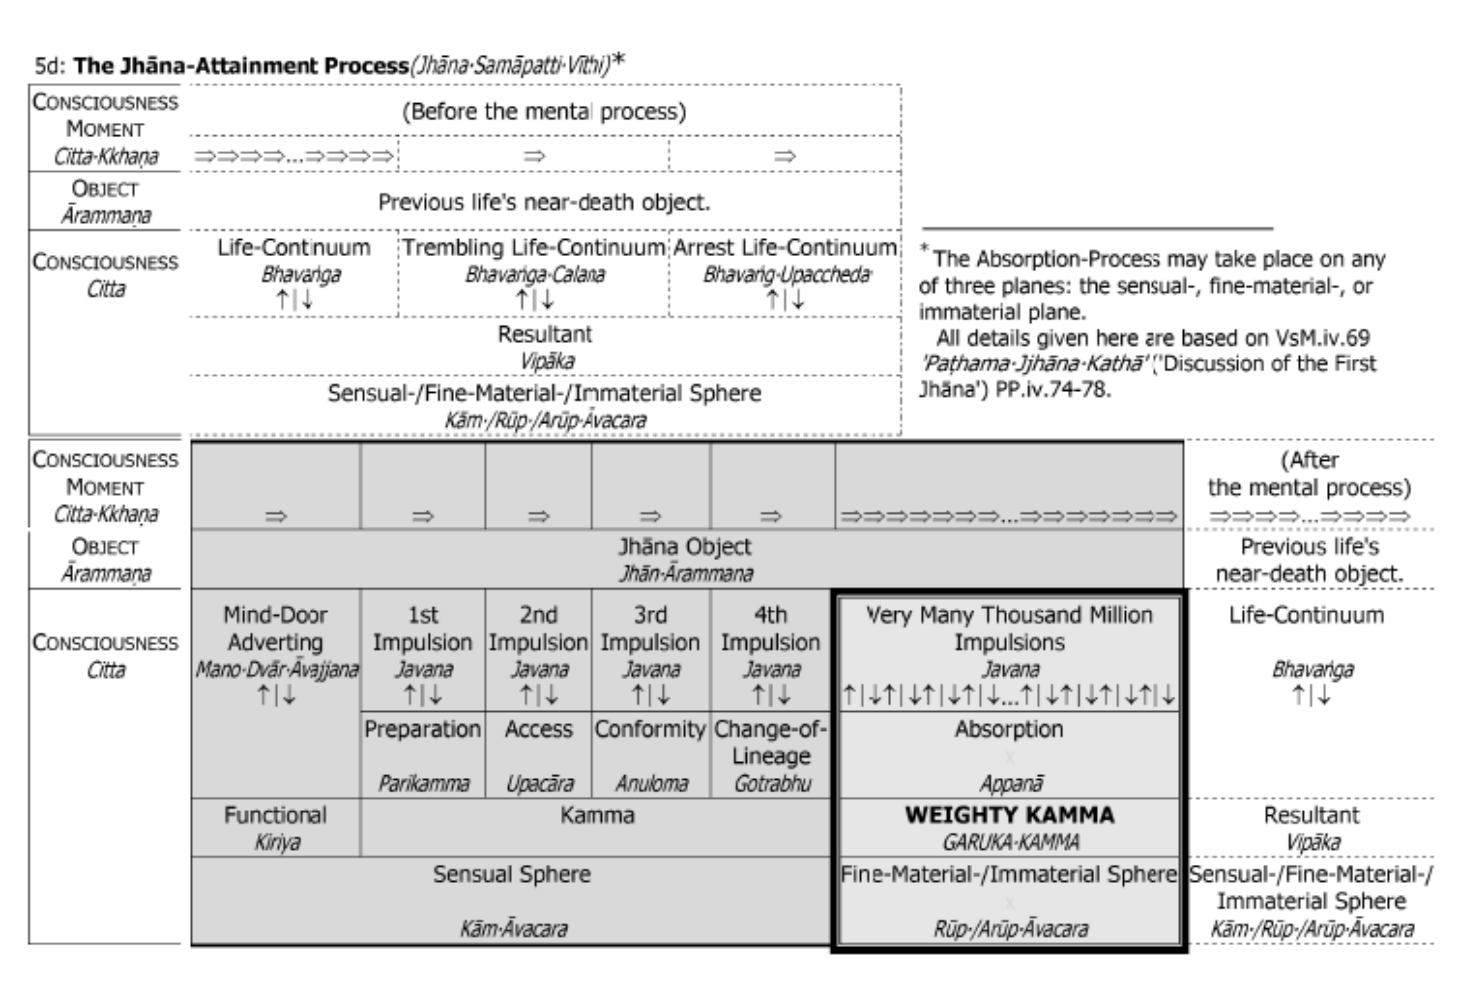 5d: The Jhāna-Attainment Process(Jhāna·Samāpatti·Vīthi)*
CONSCIOUSNESS
MOMENT
Citta·Kkhaṇa
(Before the mental process)
⇒⇒⇒⇒...⇒⇒⇒⇒ ⇒ ⇒
OBJECT
Ārammaṇa
Previous life's near-death object.
CONSCIOUSNESS
Citta
Life-Continuum
Bhavaṅga
↑|↓
Trembling Life-Continuum
Bhavaṅga·Calana
↑|↓
Arrest Life-Continuum
Bhavaṅg·Upaccheda
↑|↓
Resultant
Vipāka
Sensual-/Fine-Material-/Immaterial Sphere
Kām·/Rūp·/Arūp·Āvacara
* The Absorption-Process may take place on any
of three planes: the sensual-, fine-material-, or
immaterial plane.
All details given here are based on VsM.iv.69
'Paṭhama·Jjhāna·Kathā' ('Discussion of the First
Jhāna') PP.iv.74-78.
CONSCIOUSNESS
MOMENT
Citta·Kkhaṇa
⇒ ⇒ ⇒ ⇒ ⇒ ⇒⇒⇒⇒⇒⇒⇒...⇒⇒⇒⇒⇒⇒⇒
(After
the mental process)
⇒⇒⇒⇒...⇒⇒⇒⇒
OBJECT
Ārammaṇa
Jhāna Object
Jhān·Ārammana
Previous life's
near-death object.
CONSCIOUSNESS
Citta
Mind-Door
Adverting
Mano·Dvār·Āvajjana
↑|↓
1st
Impulsion
Javana
↑|↓
2nd
Impulsion
Javana
↑|↓
3rd
Impulsion
Javana
↑|↓
4th
Impulsion
Javana
↑|↓
Very Many Thousand Million
Impulsions
Javana
↑|↓↑|↓↑|↓↑|↓...↑|↓↑|↓↑|↓↑|↓
Life-Continuum
Bhavaṅga
↑|↓
Preparation
Parikamma
Access
Upacāra
Conformity
Anuloma
Change-of-
Lineage
Gotrabhu
Absorption
x
Appanā
Functional
Kiriya
Kamma
WEIGHTY KAMMA
GARUKA·KAMMA
Resultant
Vipāka
Sensual Sphere
Kām·Āvacara
Fine-Material-/Immaterial Sphere
x
Rūp·/Arūp·Āvacara
Sensual-/Fine-Material-/
Immaterial Sphere
Kām·/Rūp·/Arūp·Āvacara